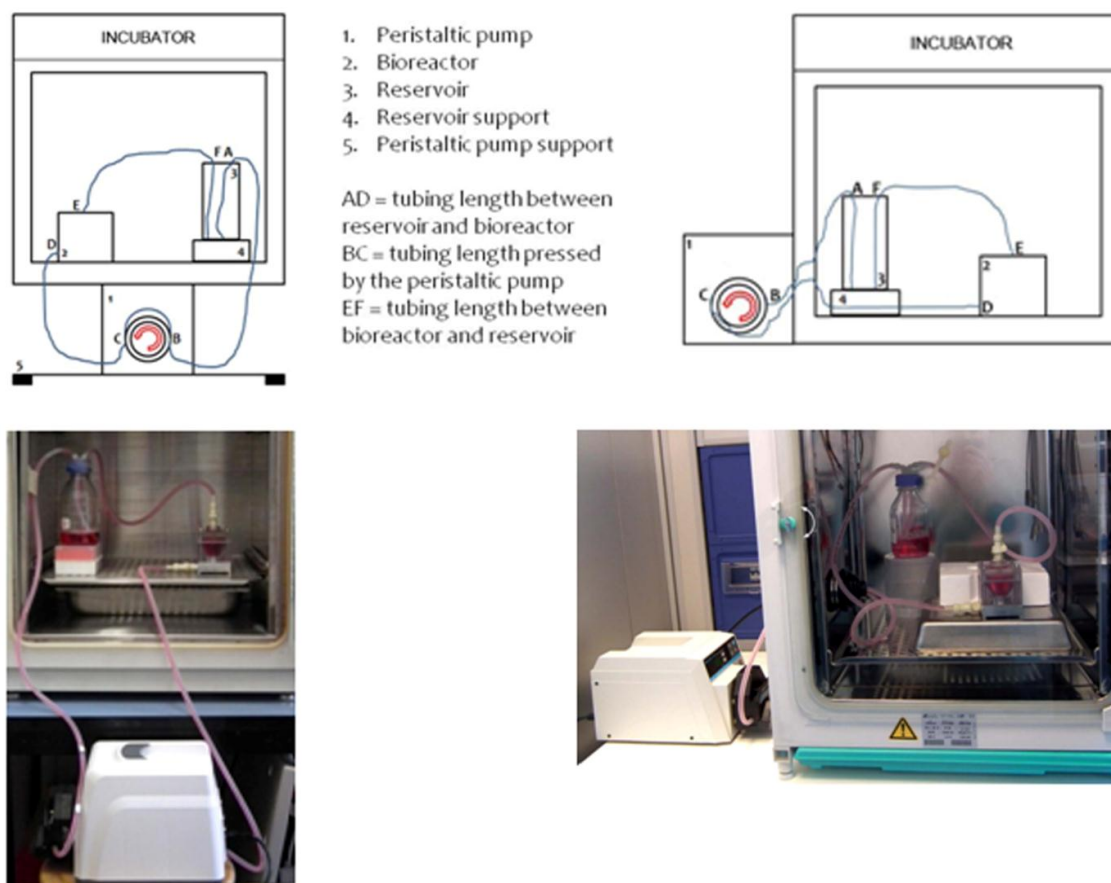 INCUBATOR
F A
3
E
D
2
4
1
C
B
5
1. Peristaltic pump
2. Bioreactor
3. Reservoir
4. Reservoir support
5. Peristaltic pump support
AD = tubing length between
reservoir and bioreactor
BC = tubing length pressed
by the peristaltic pump
EF = tubing length between
bioreactor and reservoir
INCUBATOR
A F
1
E
2
3
C
B
4
D